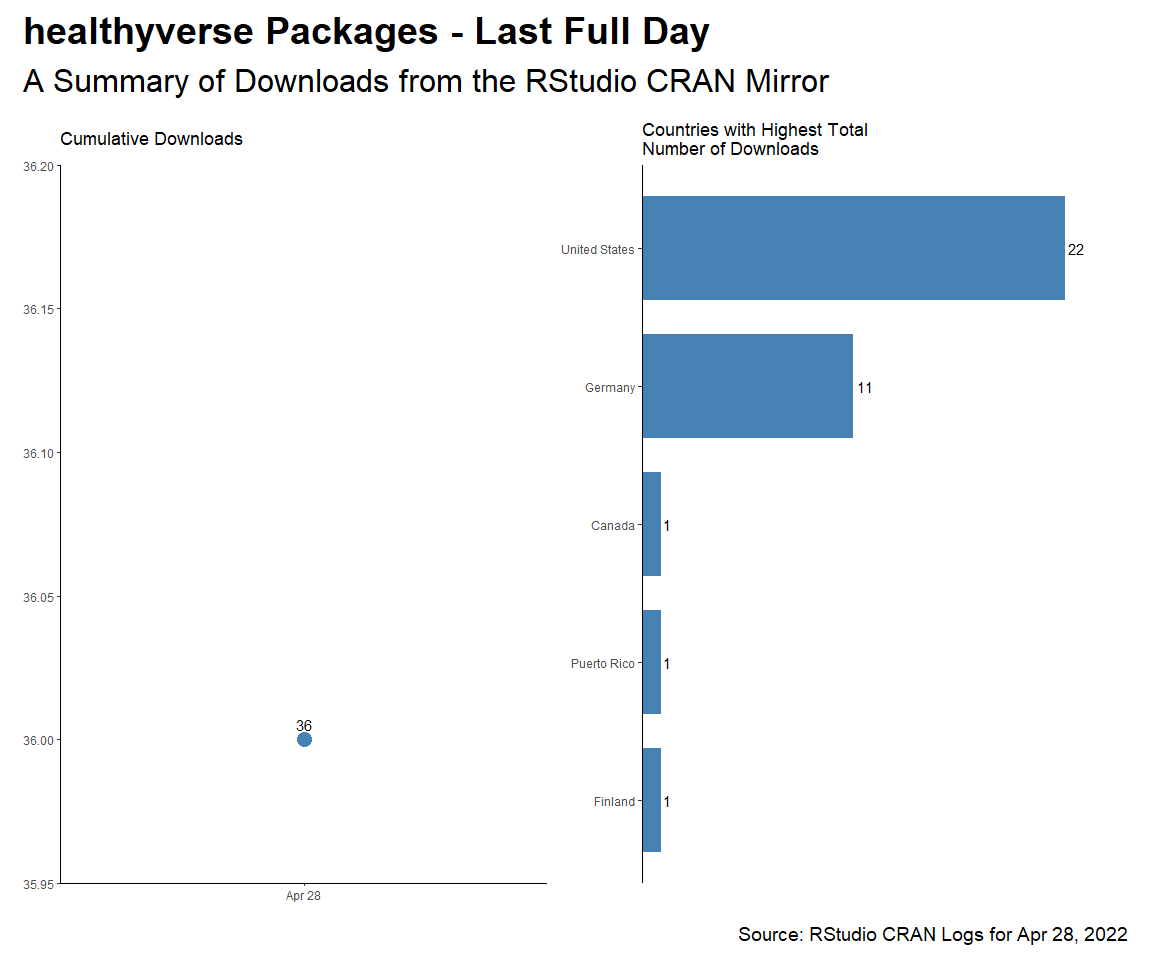 healthyverse Packages - Last Full Day
A Summary of Downloads from the RStudio CRAN Mirror
Cumulative Downloads
36.20
36.15
36.10
36.05
36.00
35.95
36
Apr 28
Countries with Highest Total
Number of Downloads
United States
22
Germany
11
Canada
1
Puerto Rico
1
Finland
1
Source: RStudio CRAN Logs for Apr 28, 2022